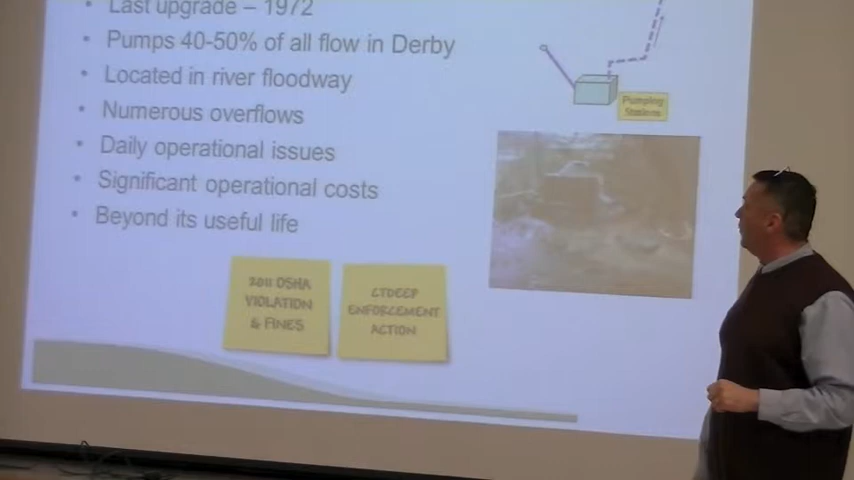 Last upgrade – 1972
Pumps 40-50% of all flow in Derby
Located in river floodway
Numerous overflows
Daily operational issues
Significant operational costs
Beyond its useful life
Pumping
Stations
2011 OSHA
VIOLATION
& FINES
CTDEEP
ENFORCEMENT
ACTION